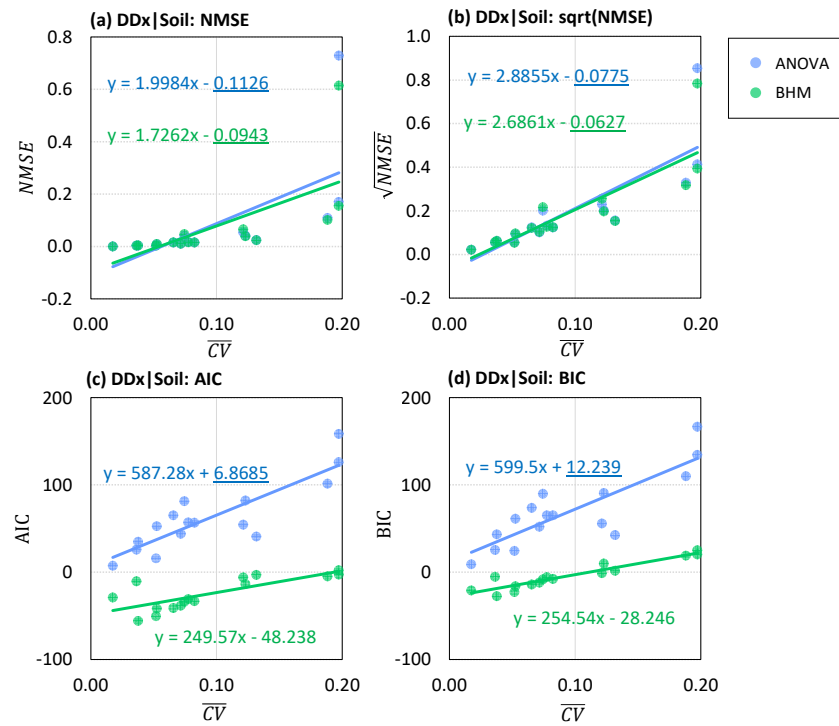 (a) DDx|Soil: NMSE
0.8
0.6
0.4
0.2
0.0
-0.2
NMSE
y = 1.9984x - 0.1126
y = 1.7262x - 0.0943
0.00
0.10
0.20
CV
(b) DDx|Soil: sqrt(NMSE)
1.0
0.8
0.6
0.4
0.2
0.0
-0.2
√NMSE
y = 2.8855x - 0.0775
y = 2.6861x - 0.0627
0.00
0.10
0.20
CV
ANOVA
BHM
(c) DDx|Soil: AIC
200
100
0
-100
AIC
y = 587.28x + 6.8685
y = 249.57x - 48.238
0.00
0.10
0.20
CV
(d) DDx|Soil: BIC
200
100
0
-100
BIC
y = 599.5x + 12.239
y = 254.54x - 28.246
0.00
0.10
0.20
CV